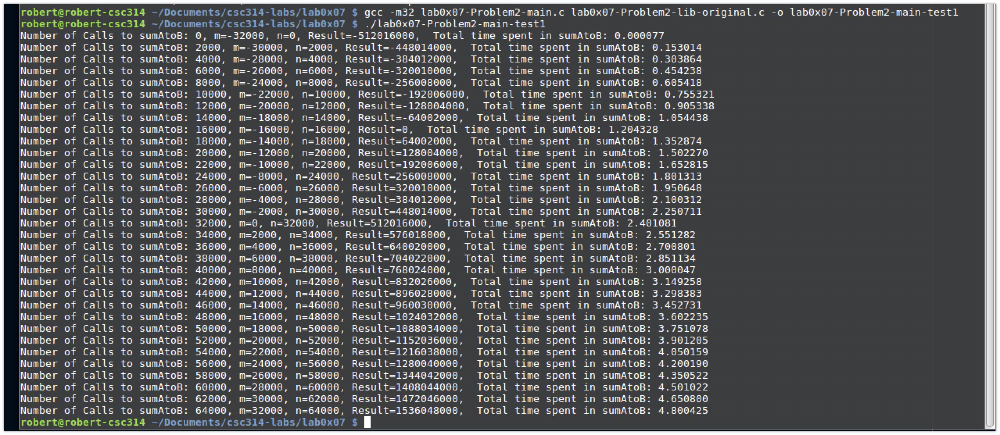 robert@robert-csc314 ~/Documents/csc314-labs/lab0x07 $ gcc -m32 lab0x07-Problem2-main.c lab0x07-Problem2-lib-original.c -o lab0x07-Problem2-main-test1
robert@robert-csc314 ~/Documents/csc314-labs/lab0x07 $ ./lab0x07-Problem2-main-test1
Number of Calls to sumAtoB: 0, m=-32000, n=0, Result=-512016000,  Total time spent in sumAtoB: 0.000077
Number of Calls to sumAtoB: 2000, m=-30000, n=2000, Result=-448014000,  Total time spent in sumAtoB: 0.153014
Number of Calls to sumAtoB: 4000, m=-28000, n=4000, Result=-384012000,  Total time spent in sumAtoB: 0.303864
Number of Calls to sumAtoB: 6000, m=-26000, n=6000, Result=-320010000,  Total time spent in sumAtoB: 0.454238
Number of Calls to sumAtoB: 8000, m=-24000, n=8000, Result=-256008000,  Total time spent in sumAtoB: 0.605418
Number of Calls to sumAtoB: 10000, m=-22000, n=10000, Result=-192006000,  Total time spent in sumAtoB: 0.755321
Number of Calls to sumAtoB: 12000, m=-20000, n=12000, Result=-128004000,  Total time spent in sumAtoB: 0.905338
Number of Calls to sumAtoB: 14000, m=-18000, n=14000, Result=-64002000,  Total time spent in sumAtoB: 1.054438
Number of Calls to sumAtoB: 16000, m=-16000, n=16000, Result=0,  Total time spent in sumAtoB: 1.204328
Number of Calls to sumAtoB: 18000, m=-14000, n=18000, Result=64002000,  Total time spent in sumAtoB: 1.352874
Number of Calls to sumAtoB: 20000, m=-12000, n=20000, Result=128004000,  Total time spent in sumAtoB: 1.502270
Number of Calls to sumAtoB: 22000, m=-10000, n=22000, Result=192006000,  Total time spent in sumAtoB: 1.652815
Number of Calls to sumAtoB: 24000, m=-8000, n=24000, Result=256008000,  Total time spent in sumAtoB: 1.801313
Number of Calls to sumAtoB: 26000, m=-6000, n=26000, Result=320010000,  Total time spent in sumAtoB: 1.950648
Number of Calls to sumAtoB: 28000, m=-4000, n=28000, Result=384012000,  Total time spent in sumAtoB: 2.100312
Number of Calls to sumAtoB: 30000, m=-2000, n=30000, Result=448014000,  Total time spent in sumAtoB: 2.250711
Number of Calls to sumAtoB: 32000, m=0, n=32000, Result=512016000,  Total time spent in sumAtoB: 2.401081
Number of Calls to sumAtoB: 34000, m=2000, n=34000, Result=576018000,  Total time spent in sumAtoB: 2.551282
Number of Calls to sumAtoB: 36000, m=4000, n=36000, Result=640020000,  Total time spent in sumAtoB: 2.700801
Number of Calls to sumAtoB: 38000, m=6000, n=38000, Result=704022000,  Total time spent in sumAtoB: 2.851134
Number of Calls to sumAtoB: 40000, m=8000, n=40000, Result=768024000,  Total time spent in sumAtoB: 3.000047
Number of Calls to sumAtoB: 42000, m=10000, n=42000, Result=832026000,  Total time spent in sumAtoB: 3.149258
Number of Calls to sumAtoB: 44000, m=12000, n=44000, Result=896028000,  Total time spent in sumAtoB: 3.298383
Number of Calls to sumAtoB: 46000, m=14000, n=46000, Result=960030000,  Total time spent in sumAtoB: 3.452731
Number of Calls to sumAtoB: 48000, m=16000, n=48000, Result=1024032000,  Total time spent in sumAtoB: 3.602235
Number of Calls to sumAtoB: 50000, m=18000, n=50000, Result=1088034000,  Total time spent in sumAtoB: 3.751078
Number of Calls to sumAtoB: 52000, m=20000, n=52000, Result=1152036000,  Total time spent in sumAtoB: 3.901205
Number of Calls to sumAtoB: 54000, m=22000, n=54000, Result=1216038000,  Total time spent in sumAtoB: 4.050159
Number of Calls to sumAtoB: 56000, m=24000, n=56000, Result=1280040000,  Total time spent in sumAtoB: 4.200190
Number of Calls to sumAtoB: 58000, m=26000, n=58000, Result=1344042000,  Total time spent in sumAtoB: 4.350522
Number of Calls to sumAtoB: 60000, m=28000, n=60000, Result=1408044000,  Total time spent in sumAtoB: 4.501022
Number of Calls to sumAtoB: 62000, m=30000, n=62000, Result=1472046000,  Total time spent in sumAtoB: 4.650800
Number of Calls to sumAtoB: 64000, m=32000, n=64000, Result=1536048000,  Total time spent in sumAtoB: 4.800425
robert@robert-csc314 ~/Documents/csc314-labs/lab0x07 $